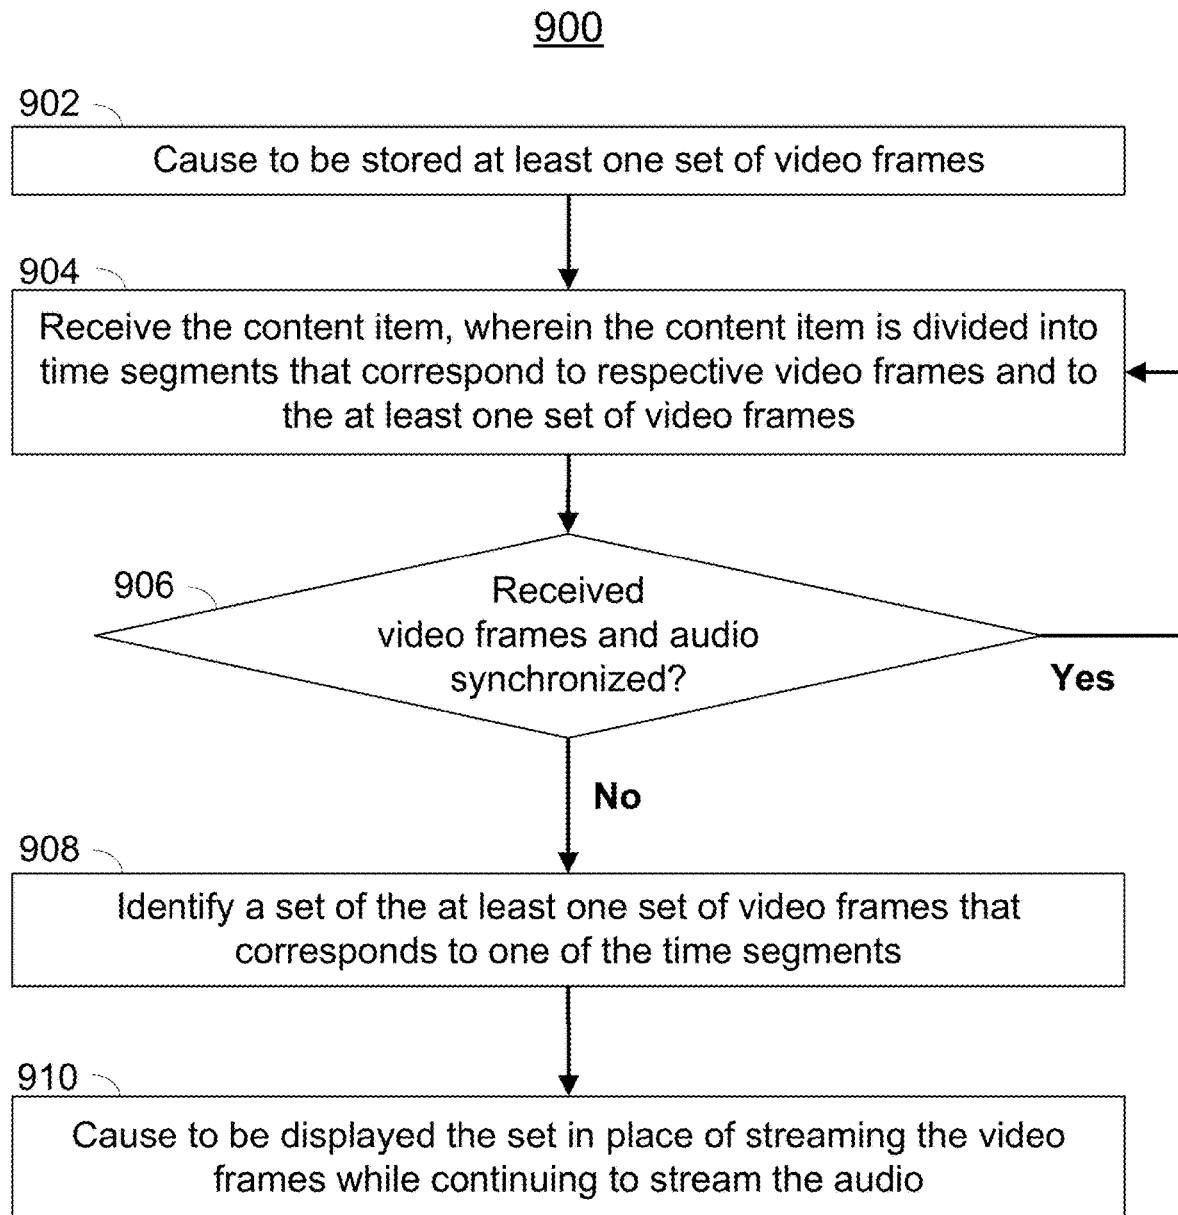 900
902
Cause to be stored at least one set of video frames
904
Receive the content item, wherein the content item is divided into
time segments that correspond to respective video frames and to
the at least one set of video frames
906
Received
video frames and audio
synchronized?
Yes
No
908
Identify a set of the at least one set of video frames that
corresponds to one of the time segments
910
Cause to be displayed the set in place of streaming the video
frames while continuing to stream the audio